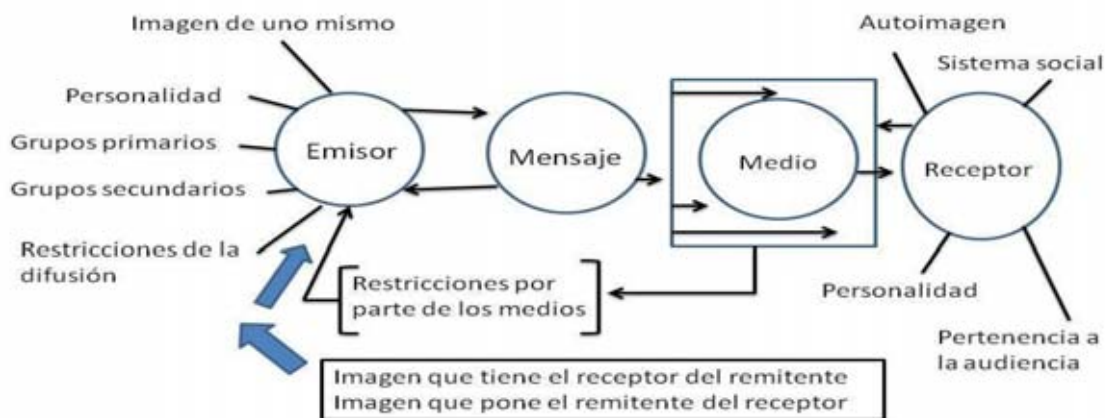 Imagen de uno mismo
Personalidad
Grupos primarios
Grupos secundarios
Restricciones de la
difusión
Emisor
Mensaje
Medio
Autoimagen
Sistema social
Receptor
Personalidad
Pertenencia a
la audiencia
Restricciones por
parte de los medios
Imagen que tiene el receptor del remitente
Imagen que pone el remitente del receptor